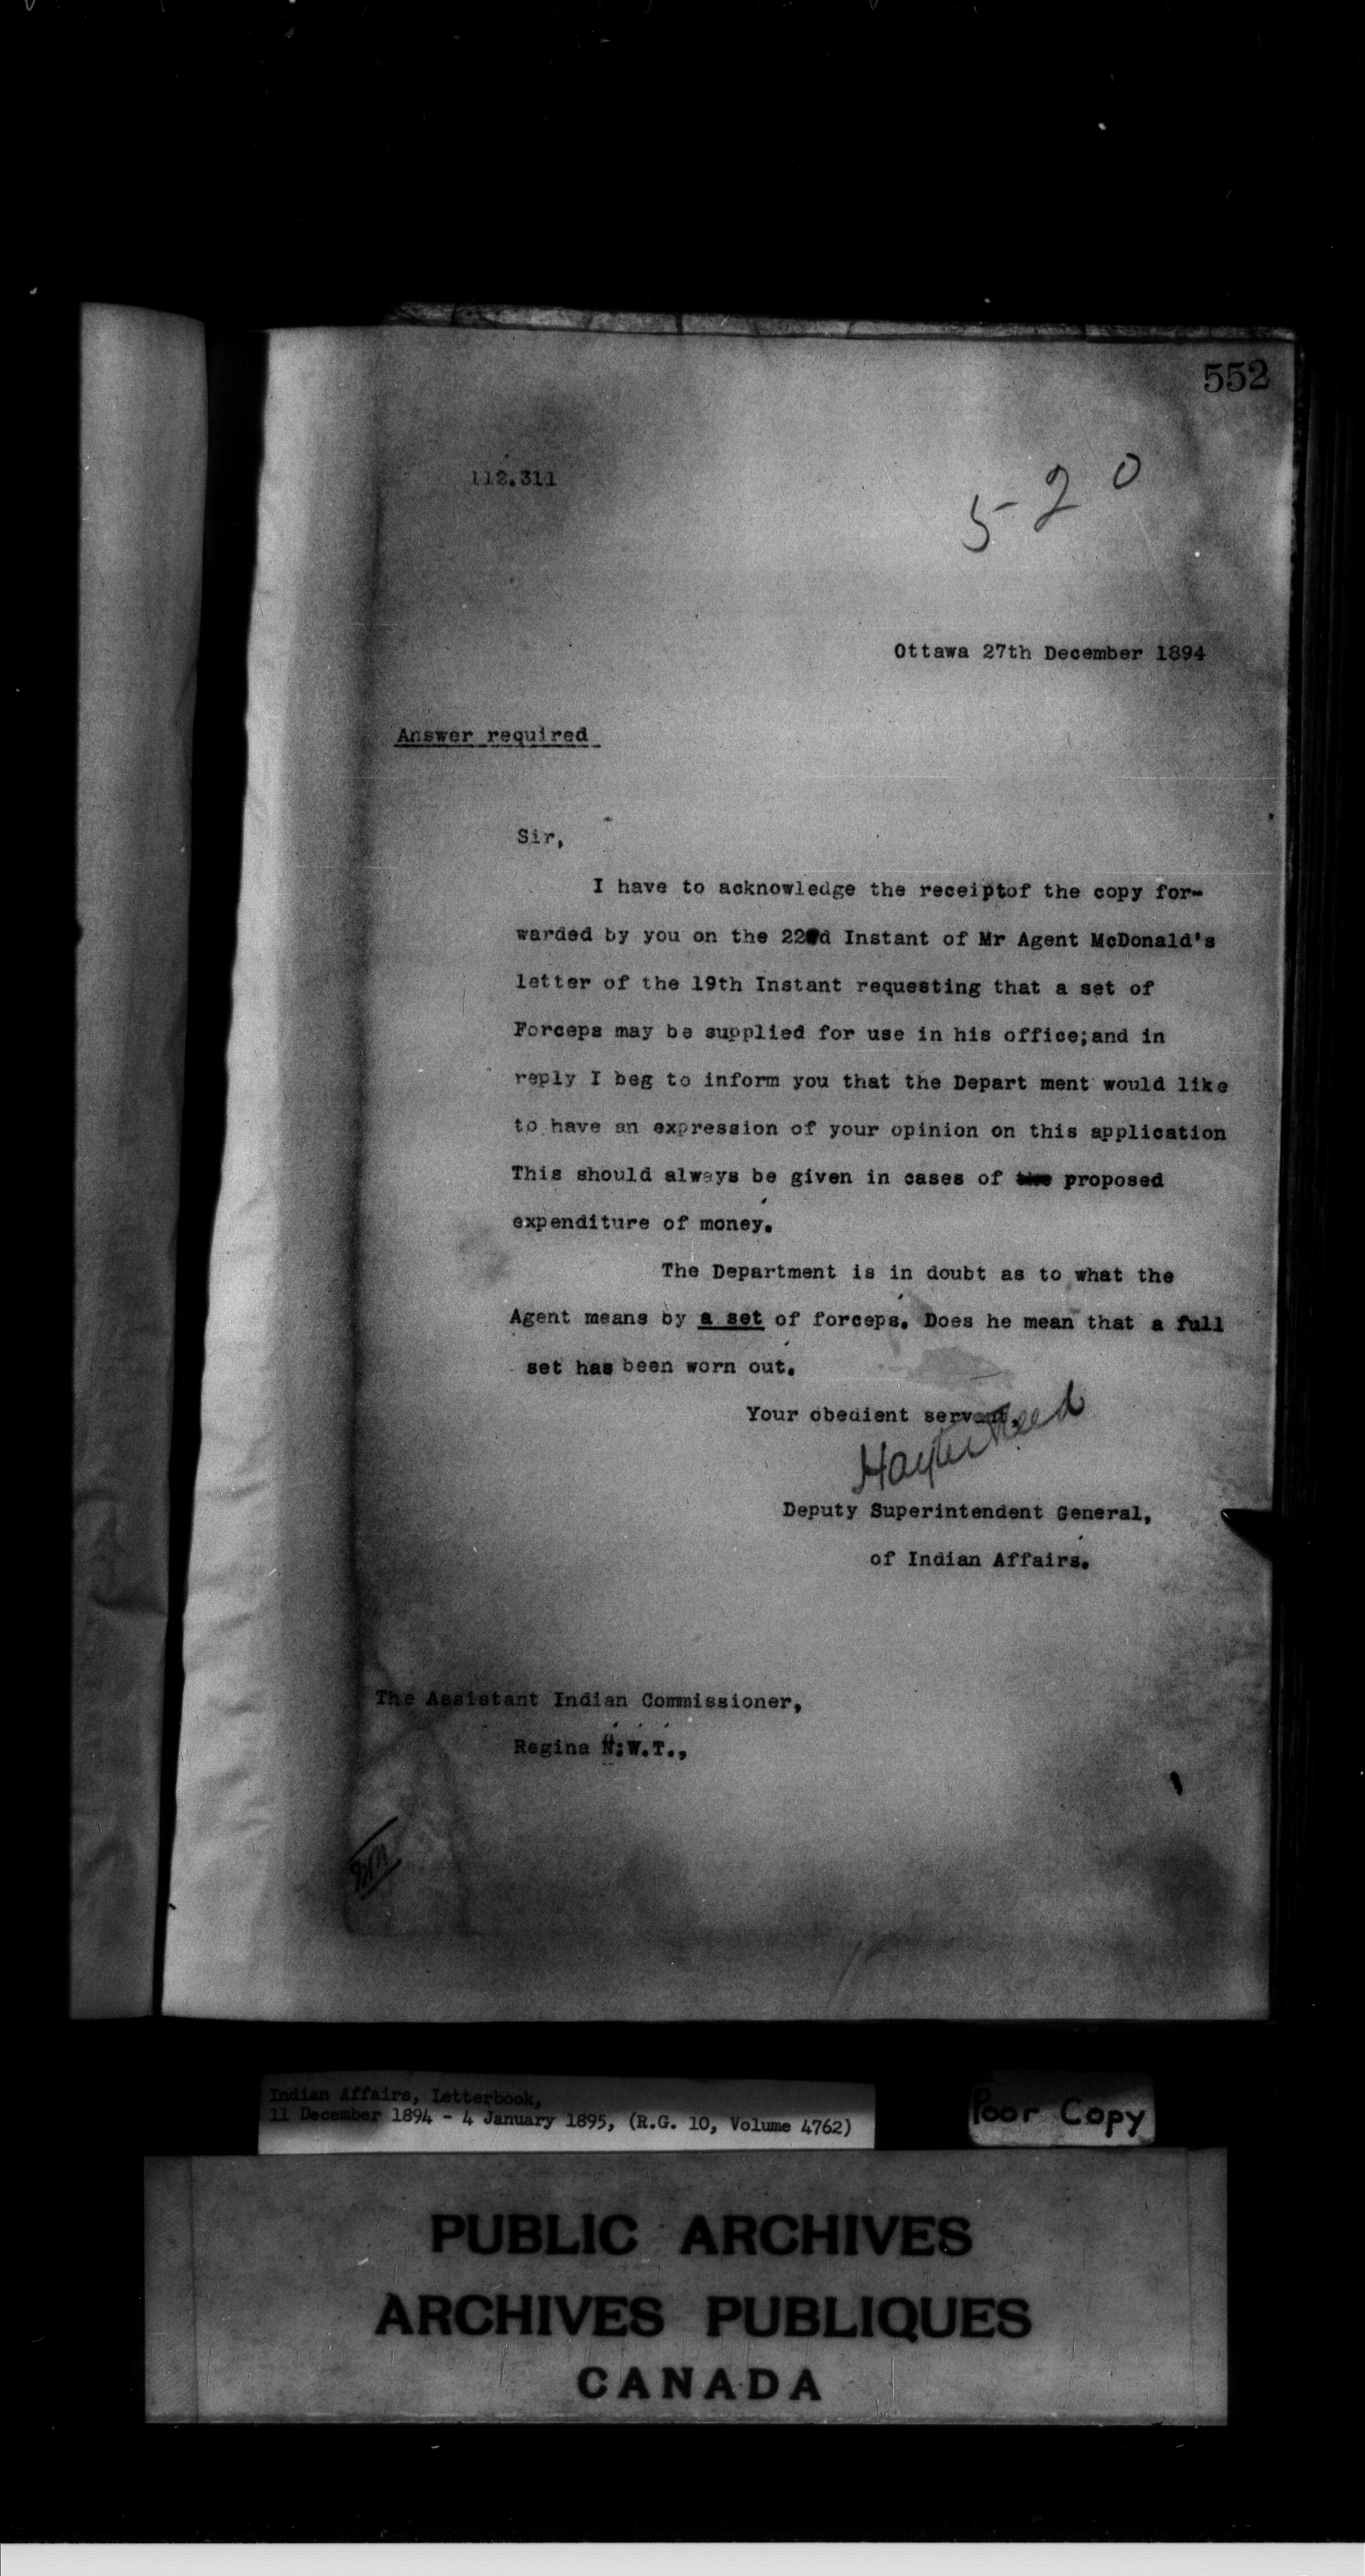 552
112.311
520
Ottawa 27th December 1894
Answer required
Sir,
I have to acknowledge the receiptof the copy for-
warded by you on the 22d Instant of Mr Agent McDonald's
letter of the 19th Instant requesting that a set of
Forceps may be supplied for use in his office;and in
reply I beg to inform you that the Depart ment would like
to have an expression of your opinion on this application
This should always be given in cases of proposed
expenditure of money.
The Department is in doubt as to what the
Agent means by a set of forceps. Does he mean that a full
set has been worn out.
Your obedient servant,
Hayter Reed
Deputy Superintendent General,
of Indian Affairs.
The Assistant Indian Commissioner,
Regina N.W.T.,
Indian Affairs, Letterbook,
11 December 1894 - 4 January 1895, (R.G. 10, Volume 4762)
Poor Copy
PUBLIC ARCHIVES
ARCHIVES PUBLIQUES
CANADA